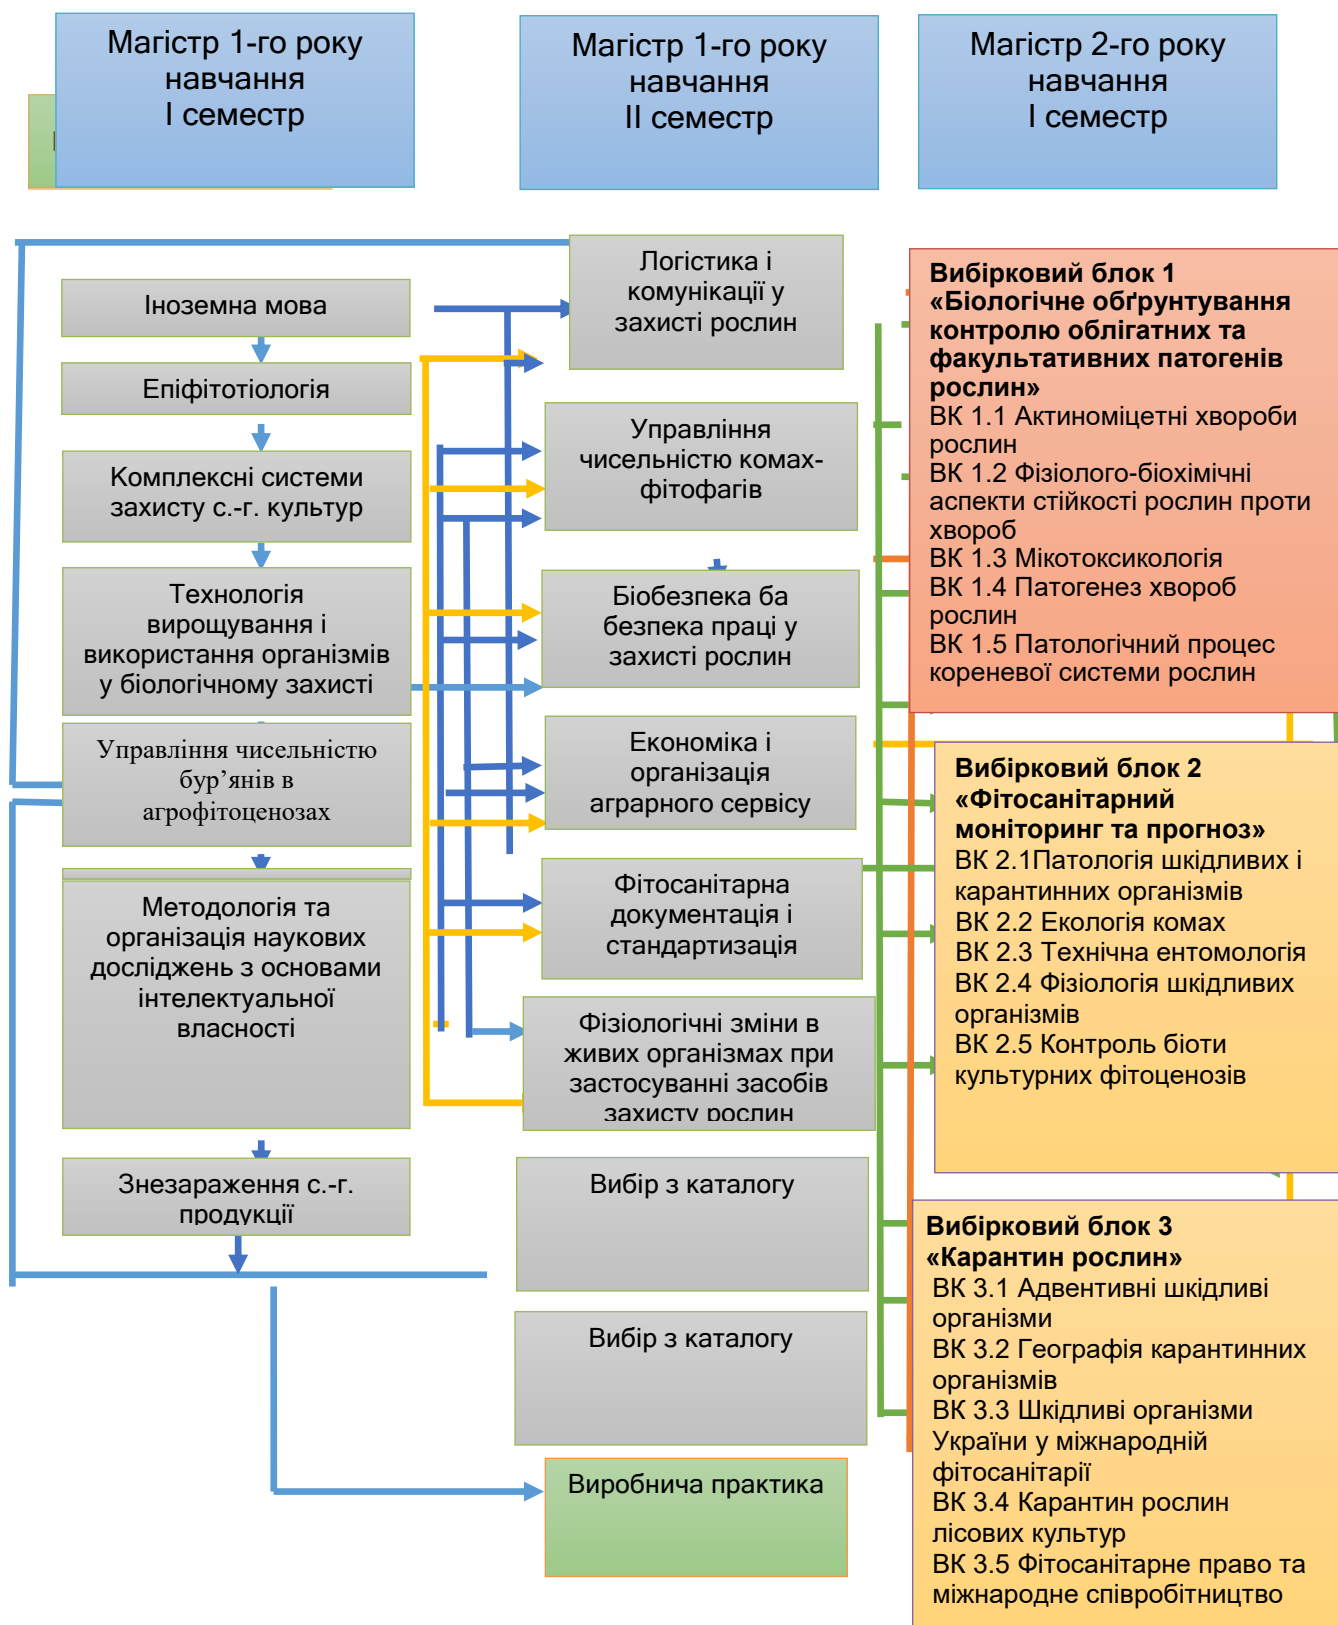 Магістр 1-го року
навчання
І семестр
Магістр 1-го року
навчання
ІІ семестр
Магістр 2-го року
навчання
І семестр
Іноземна мова
Епіфітотіологія
Комплексні системи
захисту с.-г. культур
Технологія
вирощування і
використання організмів
у біологічному захисті
Управління чисельністю
бур’янів в
агрофітоценозах
Методологія та
організація наукових
досліджень з основами
інтелектуальної
власності
Знезараження с.-г.
продукції
Логістика і
комунікації у
захисті рослин
Управління
чисельністю комах-
фітофагів
Біобезпека ба
безпека праці у
захисті рослин
Економіка і
організація
аграрного сервісу
Фітосанітарна
документація і
стандартизація
Фізіологічні зміни в
живих організмах при
застосуванні засобів
захисту рослин
Вибір з каталогу
Вибір з каталогу
Виробнича практика
Вибірковий блок 1
«Біологічне обґрунтування
контролю облігатних та
факультативних патогенів
рослин»
ВК 1.1 Актиноміцетні хвороби
рослин
ВК 1.2 Фізіолого-біохімічні
аспекти стійкості рослин проти
хвороб
ВК 1.3 Мікотоксикологія
ВК 1.4 Патогенез хвороб
рослин
ВК 1.5 Патологічний процес
кореневої системи рослин
Вибірковий блок 2
«Фітосанітарний
моніторинг та прогноз»
ВК 2.1Патологія шкідливих і
карантинних організмів
ВК 2.2 Екологія комах
ВК 2.3 Технічна ентомологія
ВК 2.4 Фізіологія шкідливих
організмів
ВК 2.5 Контроль біоти
культурних фітоценозів
Вибірковий блок 3
«Карантин рослин»
ВК 3.1 Адвентивні шкідливі
організми
ВК 3.2 Географія карантинних
організмів
ВК 3.3 Шкідливі організми
України у міжнародній
фітосанітарії
ВК 3.4 Карантин рослин
лісових культур
ВК 3.5 Фітосанітарне право та
міжнародне співробітництво